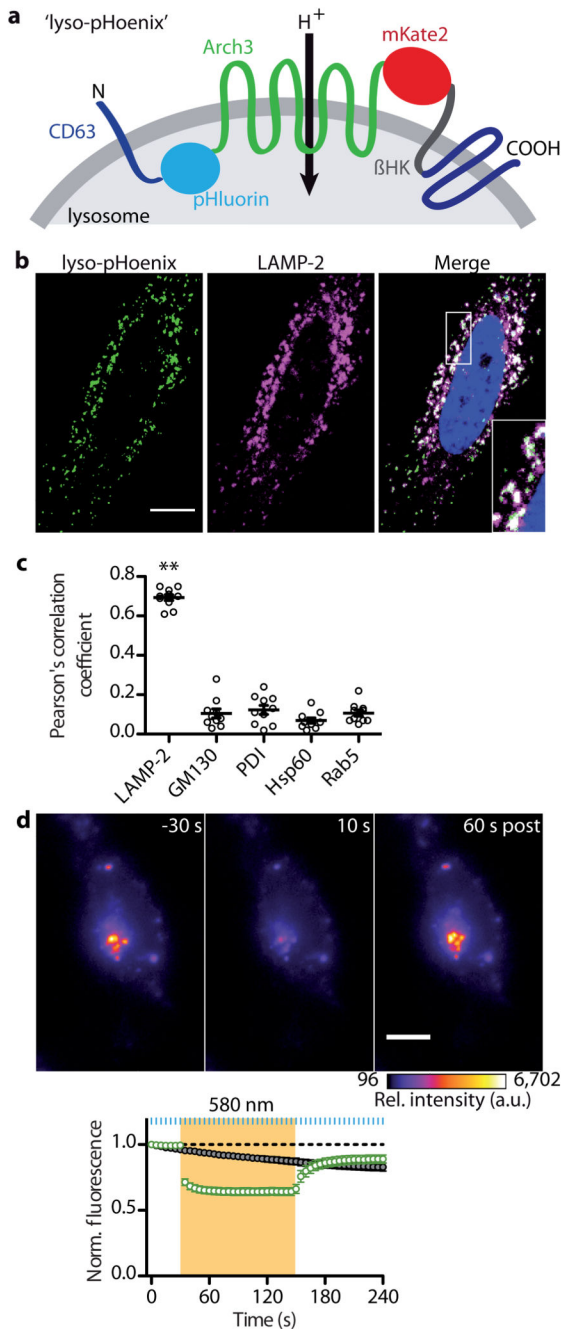 a
'lyso-pHoenix'
H+
mKate2
Arch3
N
CD63
COOH
ßHK
pHluorin
lysosome
b
lyso-pHoenix
LAMP-2
Merge
c
Pearson's correlation
coefficient
0.8
**
0.6
0.4
0.2
0.0
LAMP-2
GM130
PDI
Hsp60
Rab5
d
-30 s
10 s
60 s post
96
6,702
Rel. intensity (a.u.)
580 nm
Norm. fluorescence
1.0
0.5
0.0
0
60
120
180
240
Time (s)